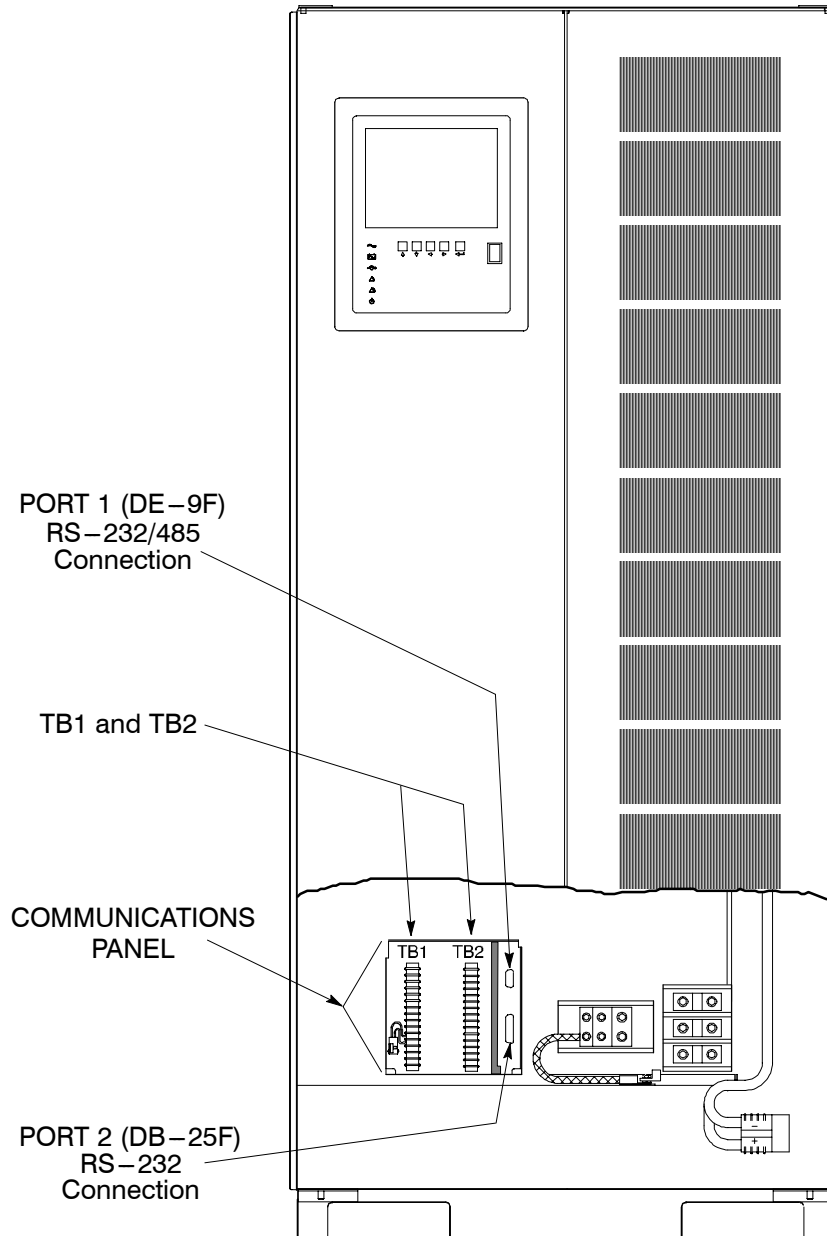 PORT 1 (DE–9F)
RS–232/485
Connection
TB1 and TB2
COMMUNICATIONS
PANEL
TB1
TB2
PORT 2 (DB–25F)
RS–232
Connection
–
+